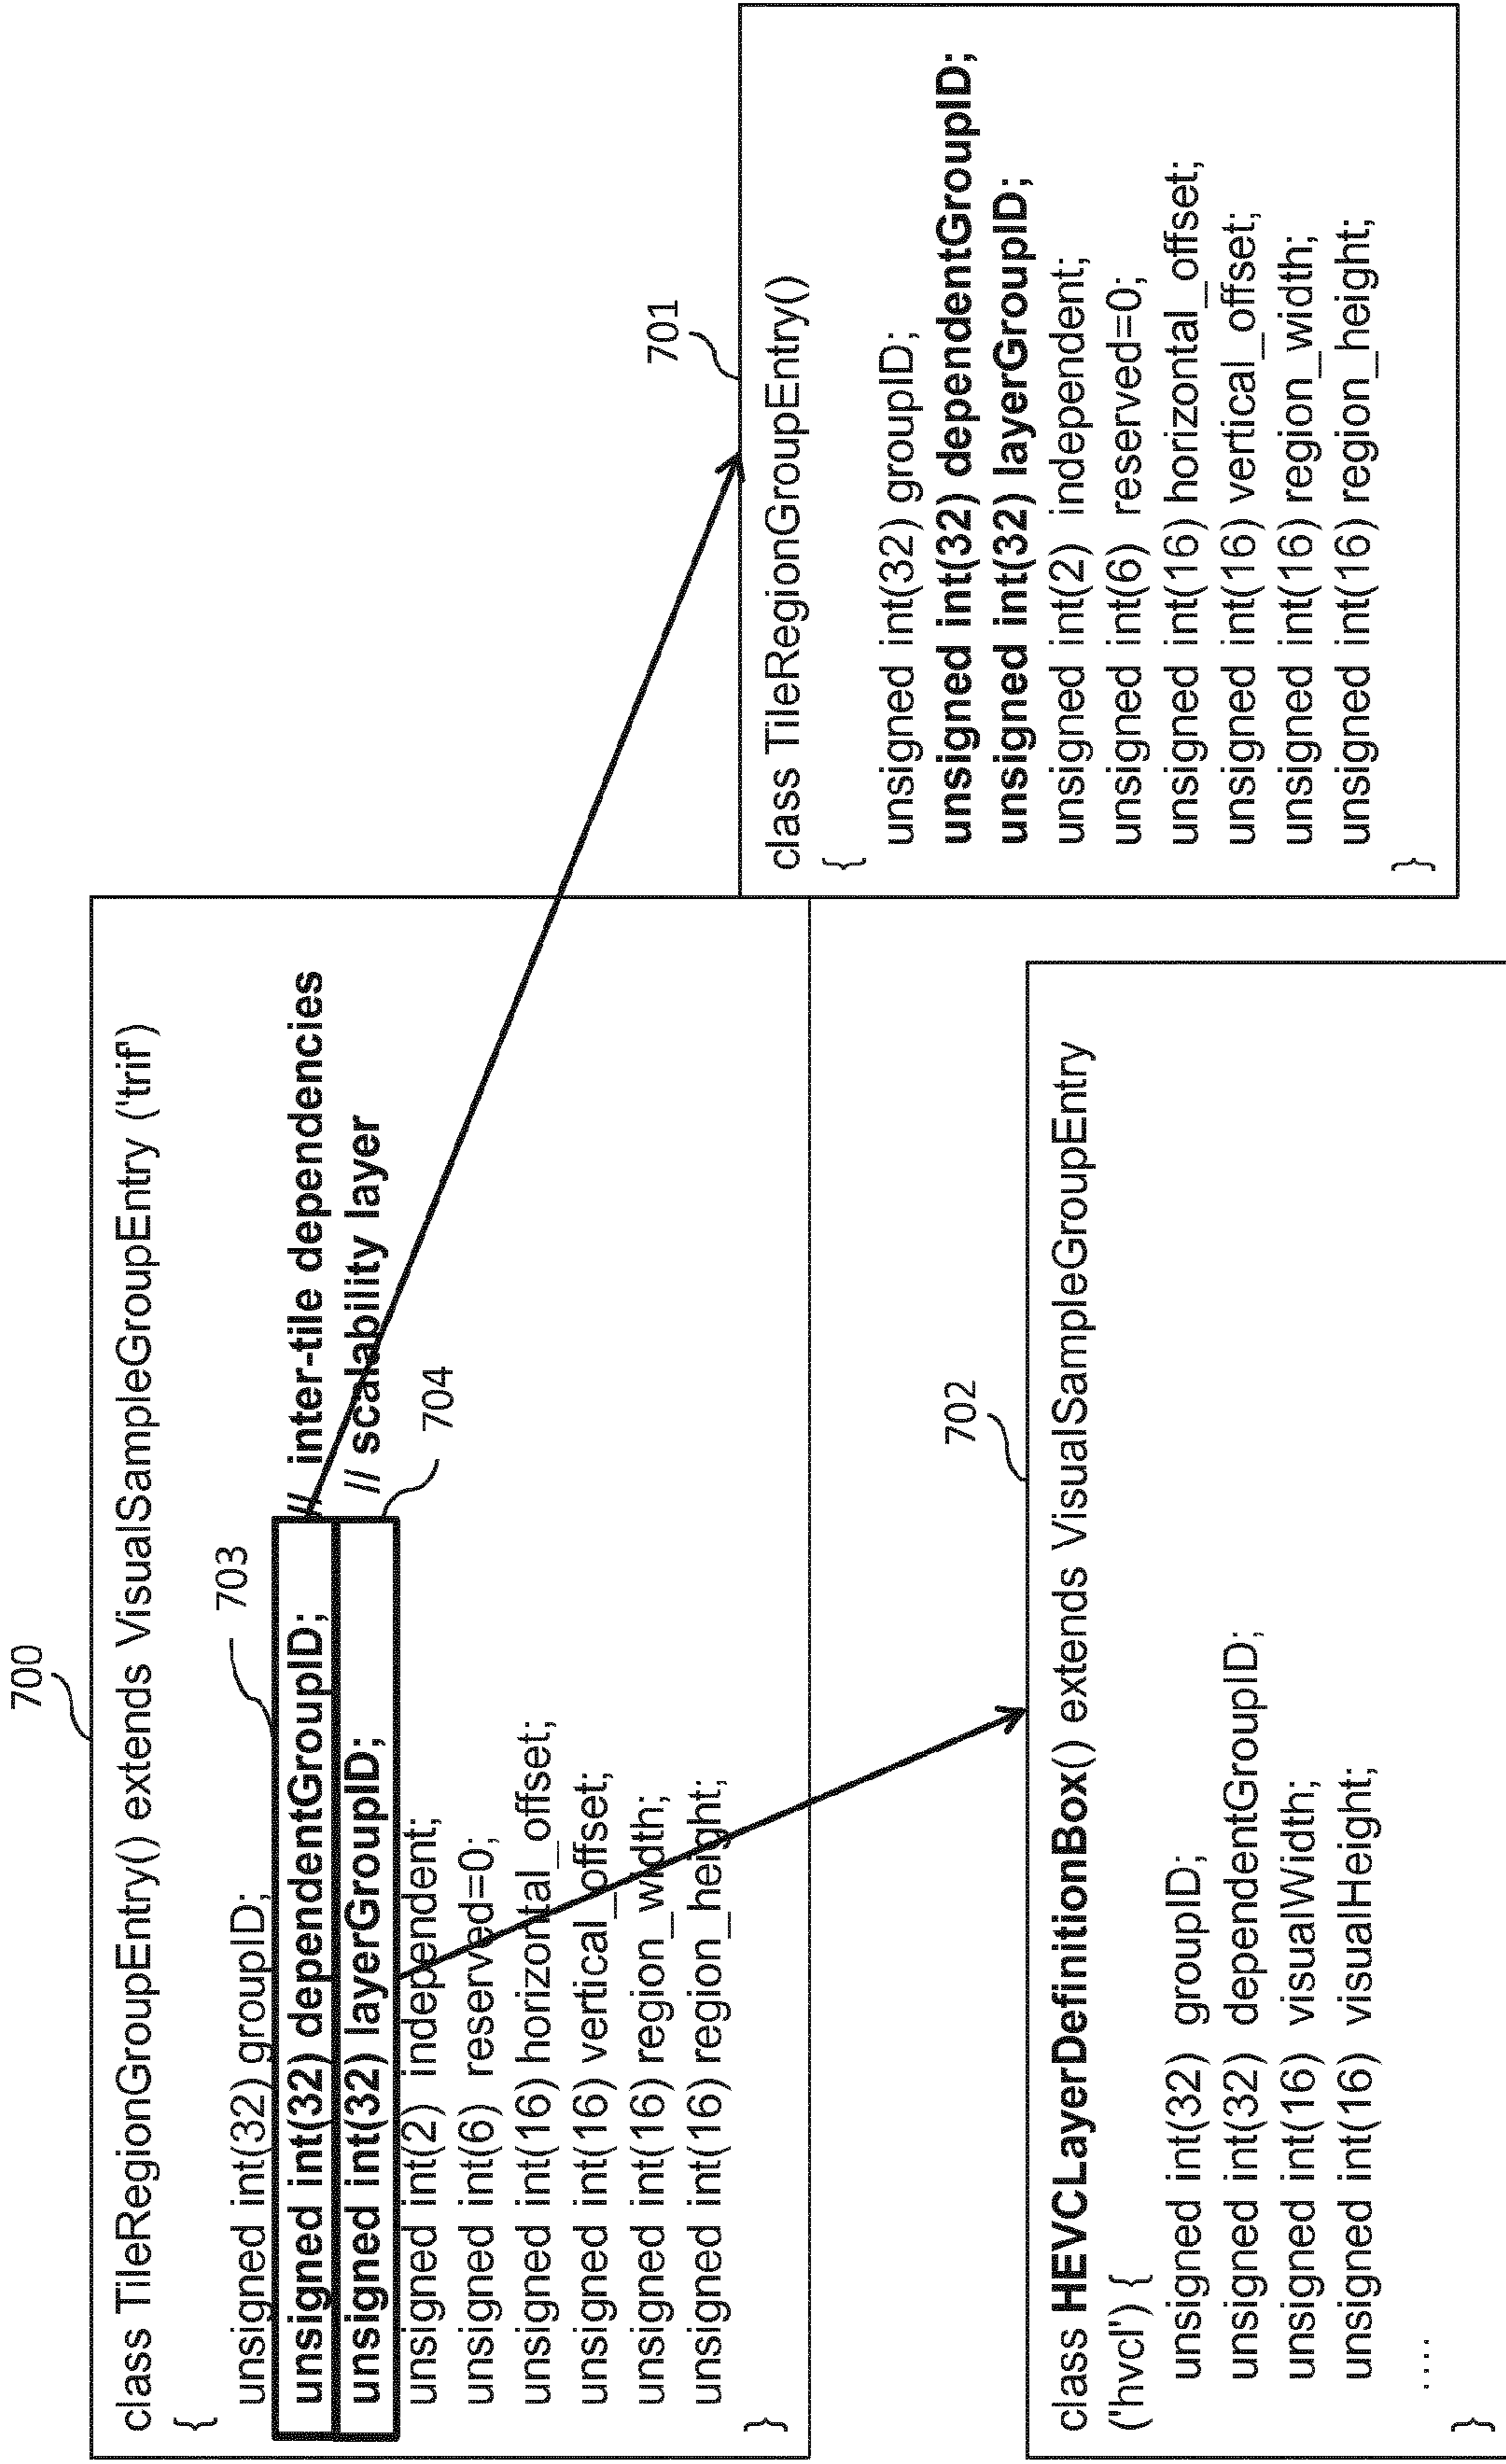 700
class TileRegionGroupEntry() extends VisualSampleGroupEntry ('trif')
{
unsigned int(32) groupID;
703
unsigned int(32) dependentGroupID; // inter-tile dependencies
unsigned int(32) layerGroupID; // scalability layer
704
unsigned int(2) independent;
unsigned int(6) reserved=0;
unsigned int(16) horizontal_offset;
unsigned int(16) vertical_offset;
unsigned int(16) region_width;
unsigned int(16) region_height;
}
701
class TileRegionGroupEntry()
{
unsigned int(32) groupID;
unsigned int(32) dependentGroupID;
unsigned int(32) layerGroupID;
unsigned int(2) independent;
unsigned int(6) reserved=0;
unsigned int(16) horizontal_offset;
unsigned int(16) vertical_offset;
unsigned int(16) region_width;
unsigned int(16) region_height;
}
702
class HEVCLayerDefinitionBox() extends VisualSampleGroupEntry
('hvcl') {
unsigned int(32) groupID;
unsigned int(32) dependentGroupID;
unsigned int(16) visualWidth;
unsigned int(16) visualHeight;
....
}